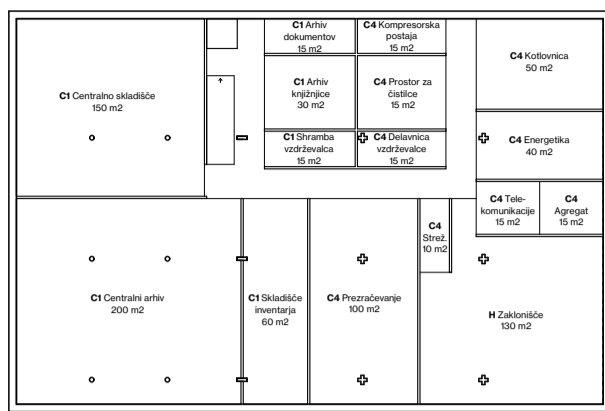 C1 Arhiv
dokumentov
15 m2
C4 Kompresorska
postaja
15 m2
C4 Kotlovnica
50 m2
C1 Centralno skladišče
150 m2
C1 Arhiv
knjižnjice
30 m2
C4 Prostor za
čistilce
15 m2
C1 Shramba
vzdrževalca
15 m2
C4 Delavnica
vzdrževalce
15 m2
C4 Energetika
40 m2
C4 Tele-
komunikacije
15 m2
C4
Agregat
15 m2
C4
Strež.
10 m2
C1 Centralni arhiv
200 m2
C1 Skladišče
inventarja
60 m2
C4 Prezračevanje
100 m2
H Zaklonišče
130 m2